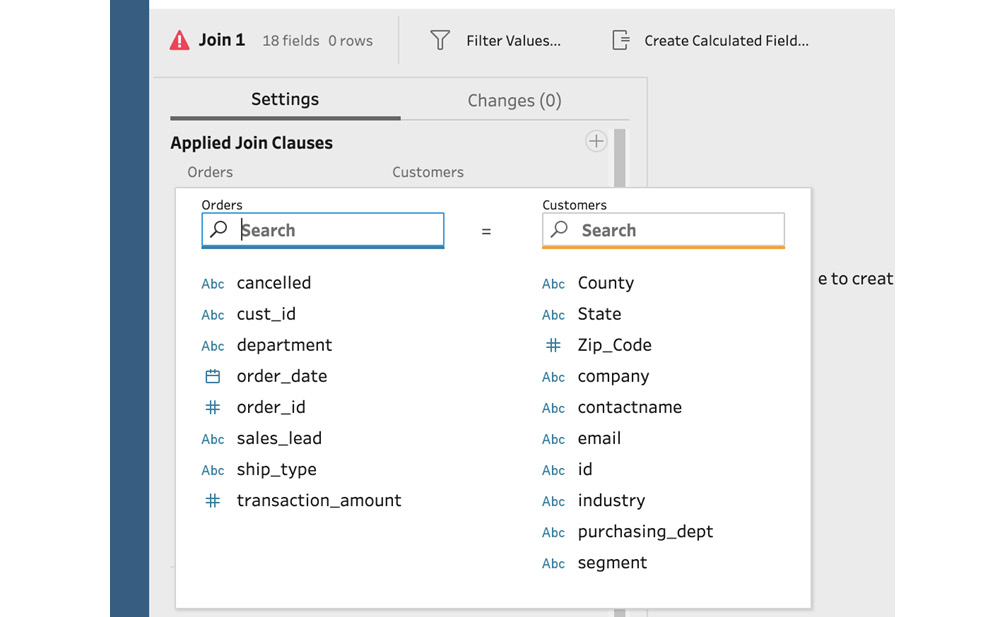 Join 1 18 fields 0 rows Filter Values... Create Calculated Field...
Settings Changes (0)
Applied Join Clauses
Orders Customers
Orders Customers
Search = Search
Abc cancelled Abc County
Abc cust_id Abc State
Abc department # Zip_Code
order_date Abc company
# order_id Abc contactname
Abc sales_lead Abc email
Abc ship_type Abc id
# transaction_amount Abc industry
Abc purchasing_dept
Abc segment
e to creat